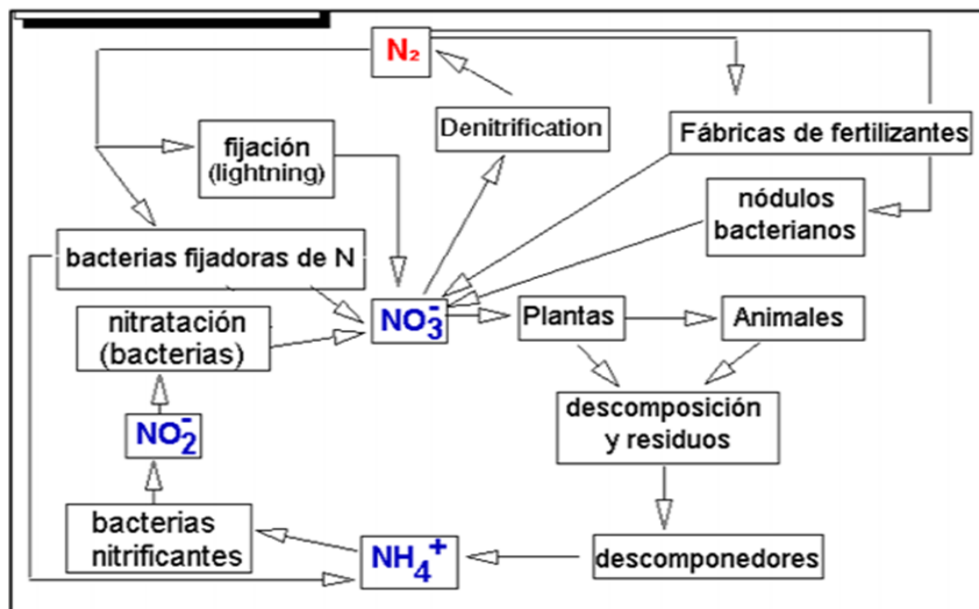 N₂
Denitrification
Fábricas de fertilizantes
fijación
(lightning)
nódulos
bacterianos
bacterias fijadoras de N
NO₃⁻
Plantas
Animales
nitratación
(bacterias)
descomposición
y residuos
NO₂⁻
bacterias
nitrificantes
NH₄⁺
descomponedores